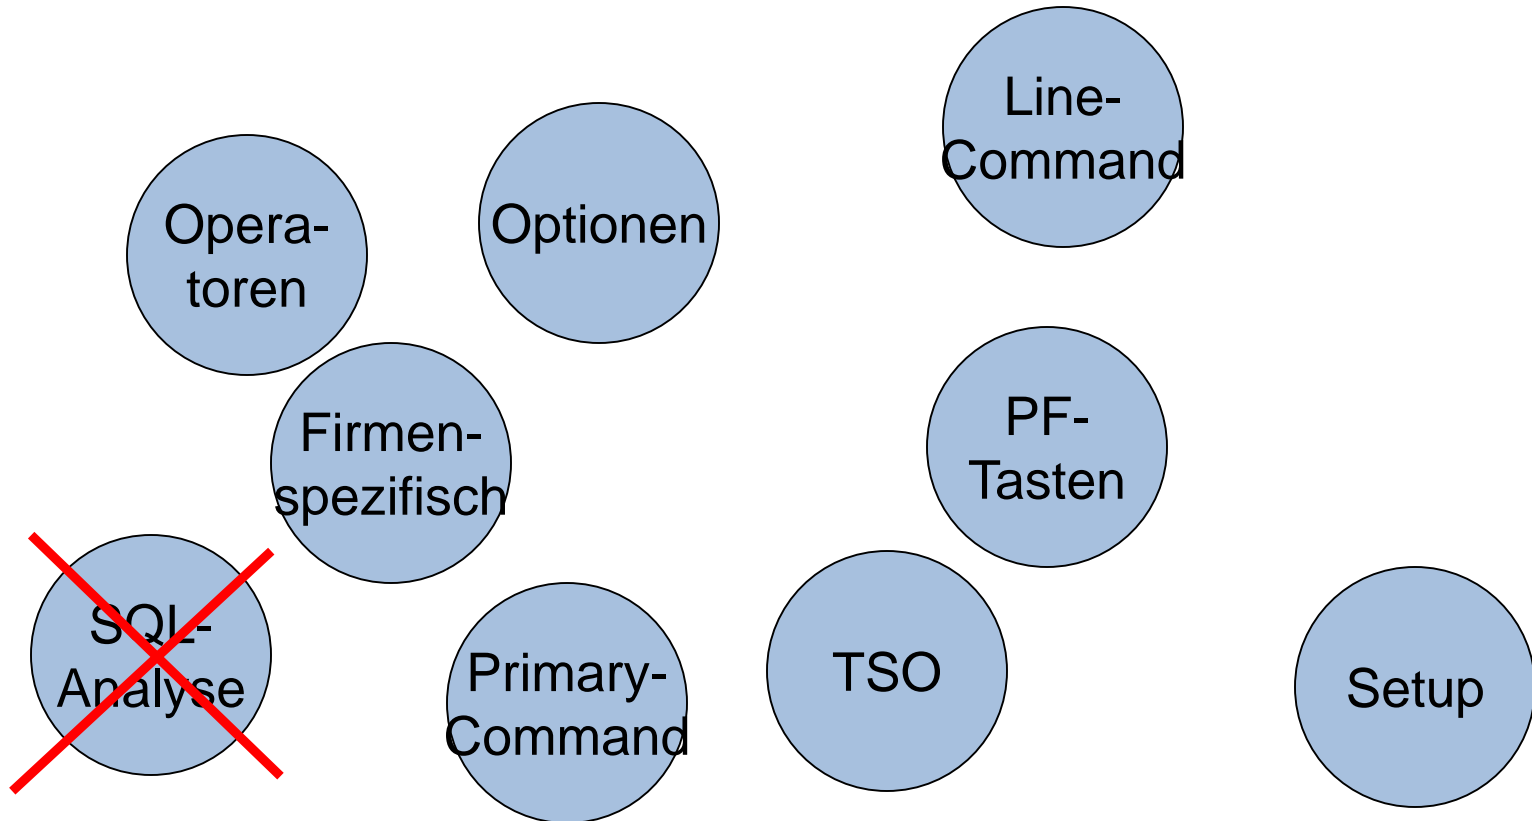 Line-
Command
Opera-
toren
Optionen
Firmen-
spezifisch
PF-
Tasten
SQL-
Analyse
Primary-
Command
TSO
Setup